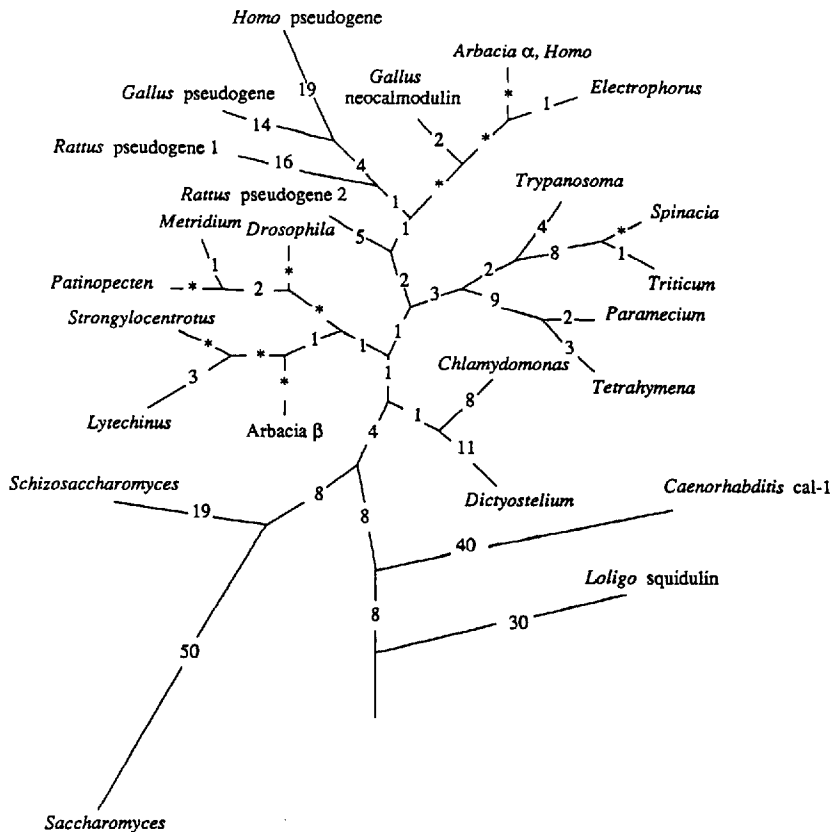 Homo pseudogene
Arbacia α, Homo
Gallus
neocalmodulin
Electrophorus
19
*
1
Gallus pseudogene
14
2
*
Rattus pseudogene 1
16
4
*
Trypanosoma
Rattus pseudogene 2
1
1
Spinacia
Metridium
Drosophila
5
4
*
1
*
2
8
1
Triticum
Patinopecten
*
2
2
3
9
*
Paramecium
2
Strongylocentrotus
*
*
1
1
1
3
Chlamydomonas
1
Tetrahymena
3
*
8
Lytechinus
Arbacia β
1
4
11
Schizosaccharomyces
8
Dictyostelium
Caenorhabditis cal-1
19
8
40
Loligo squidulin
8
30
50
Saccharomyces